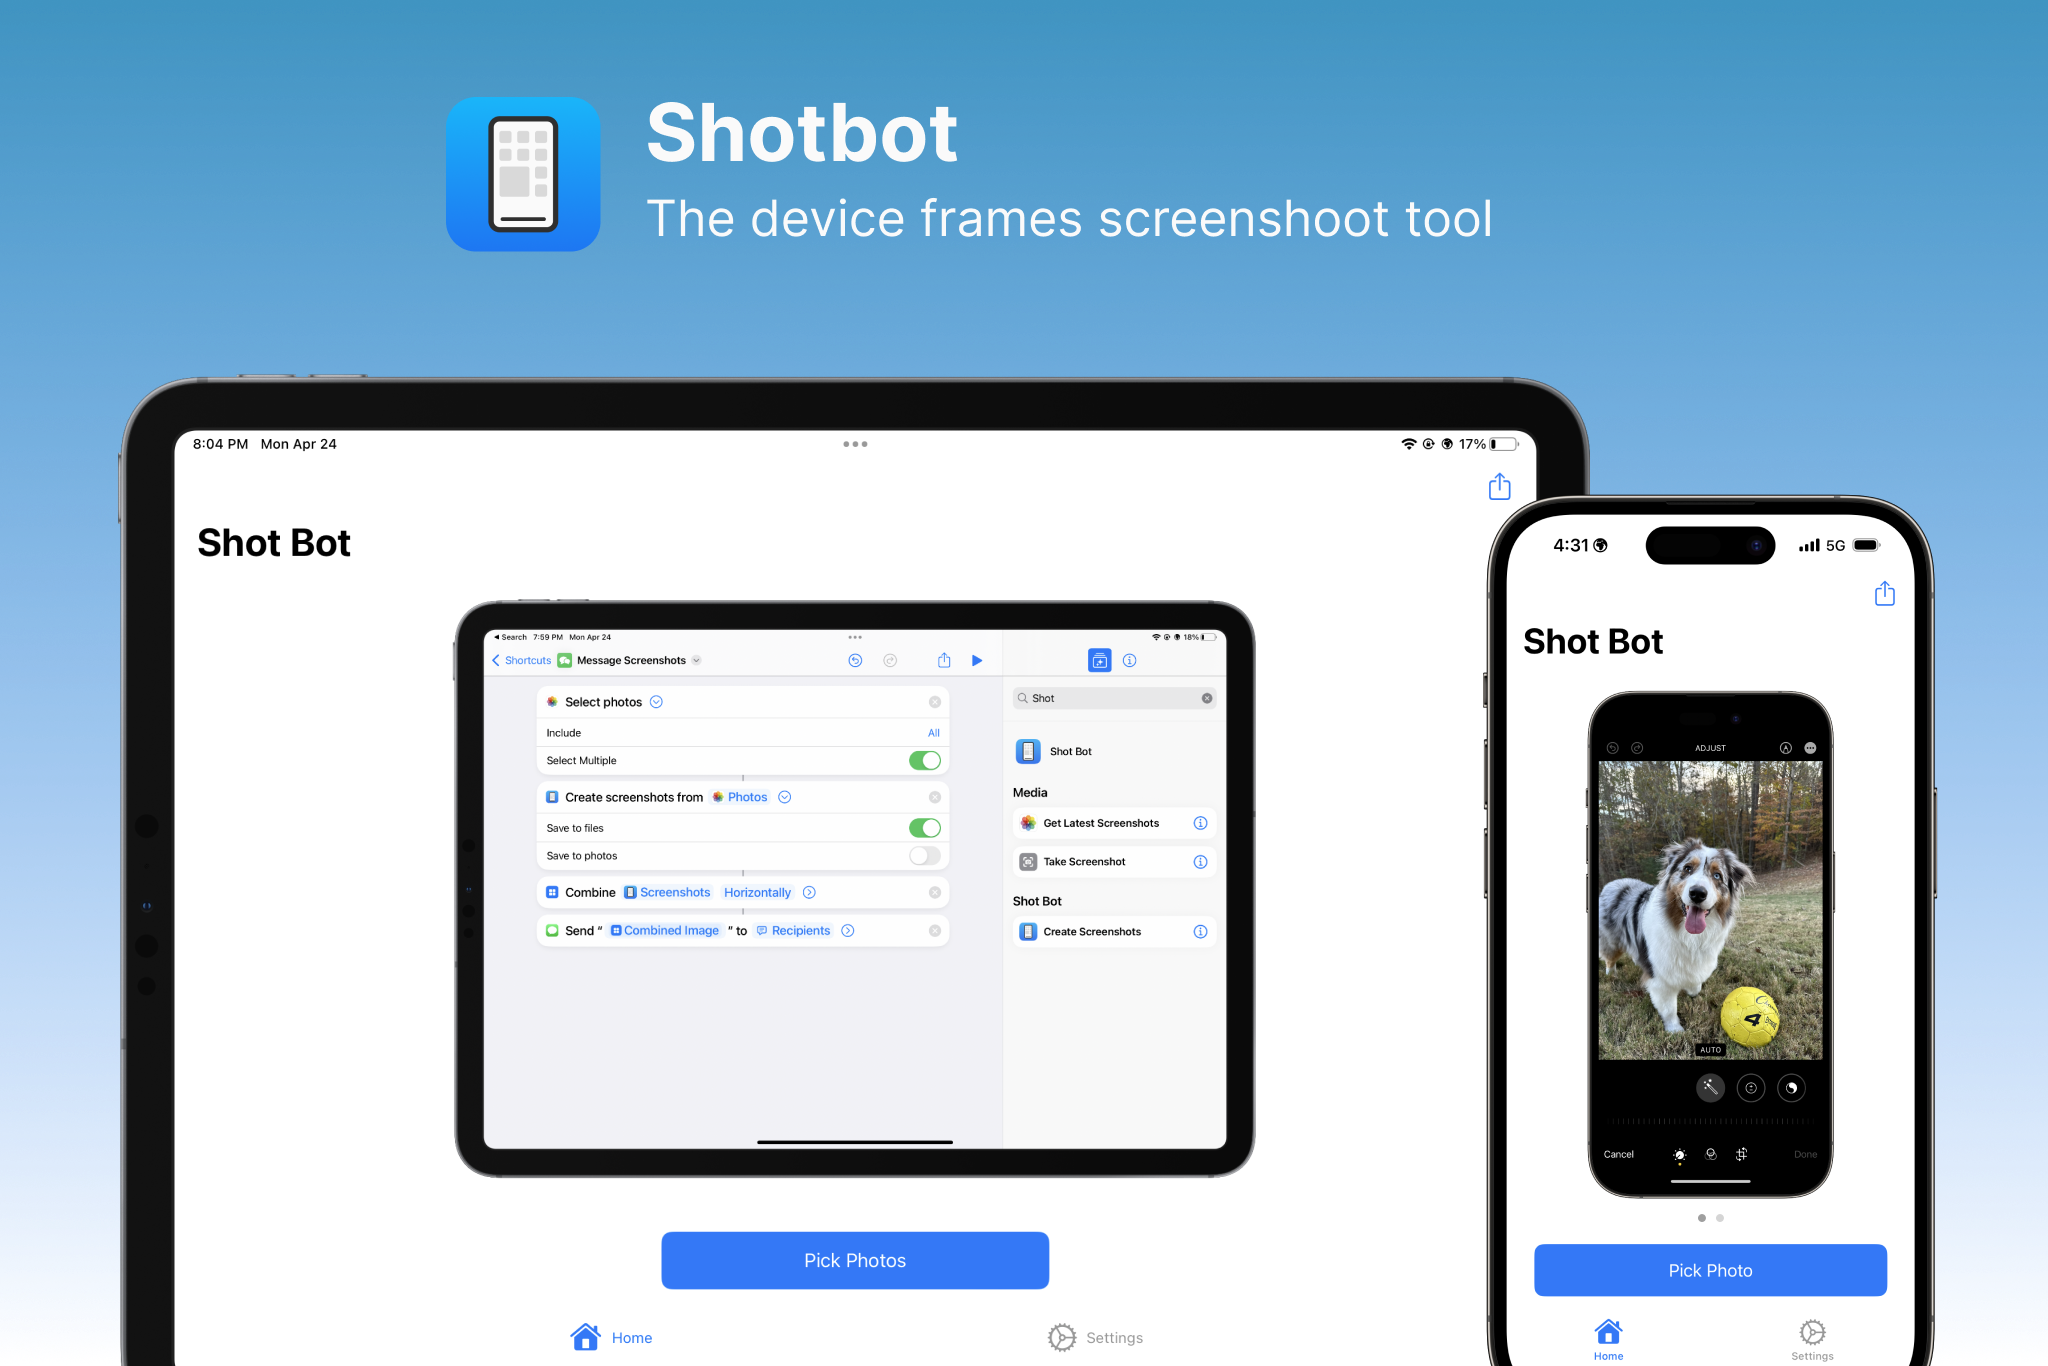 Shotbot
The device frames screenshoot tool
8:04 PM Mon Apr 24
17%
Shot Bot
Search 7:59 PM Mon Apr 24
18%
Shortcuts Message Screenshots
Select photos
Include All
Select Multiple
Create screenshots from Photos
Save to files
Save to photos
Combine Screenshots Horizontally
Send “ Combined Image ” to Recipients
Shot
Shot Bot
Media
Get Latest Screenshots
Take Screenshot
Shot Bot
Create Screenshots
Pick Photos
Home
Settings
4:31
5G
Shot Bot
ADJUST
4
AUTO
Cancel
Done
Pick Photo
Home
Settings